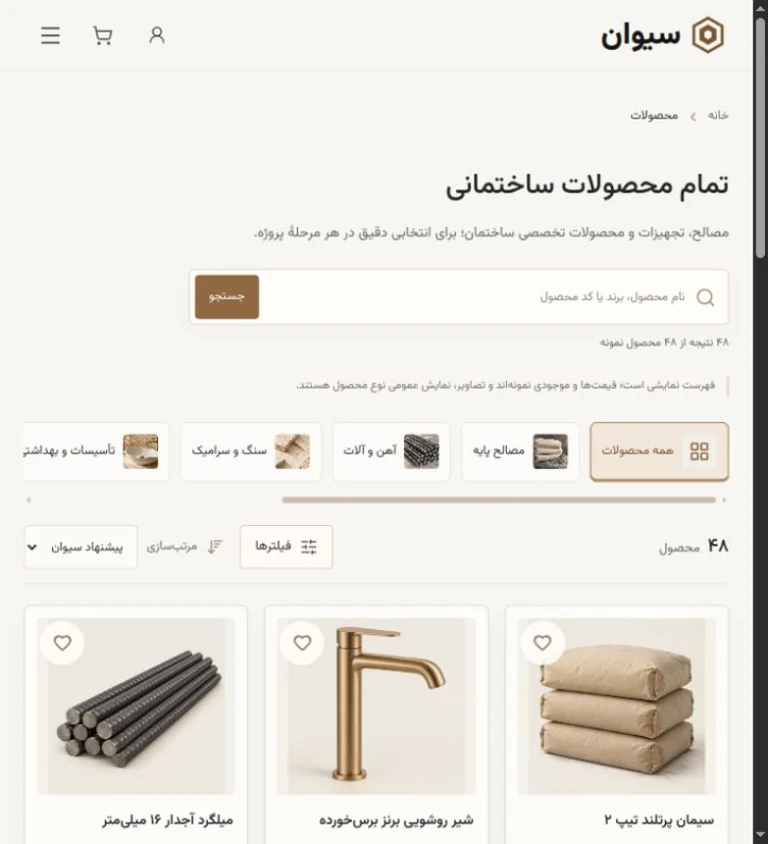 سیوان
خانه › محصولات
تمام محصولات ساختمانی
مصالح، تجهیزات و محصولات تخصصی ساختمان؛ برای انتخابی دقیق در هر مرحلهٔ پروژه.
نام محصول، برند یا کد محصول
جستجو
۴۸ نتیجه از ۴۸ محصول نمونه
فهرست نمایشی است؛ قیمت‌ها و موجودی نمونه‌اند و تصاویر، نمایش عمومی نوع محصول هستند.
همه محصولات
مصالح پایه
آهن و آلات
سنگ و سرامیک
تأسیسات و بهداشتی
۴۸ محصول
فیلترها
مرتب‌سازی
پیشنهاد سیوان
سیمان پرتلند تیپ ۲
شیر روشویی برنز برس‌خورده
میلگرد آجدار ۱۶ میلی‌متر